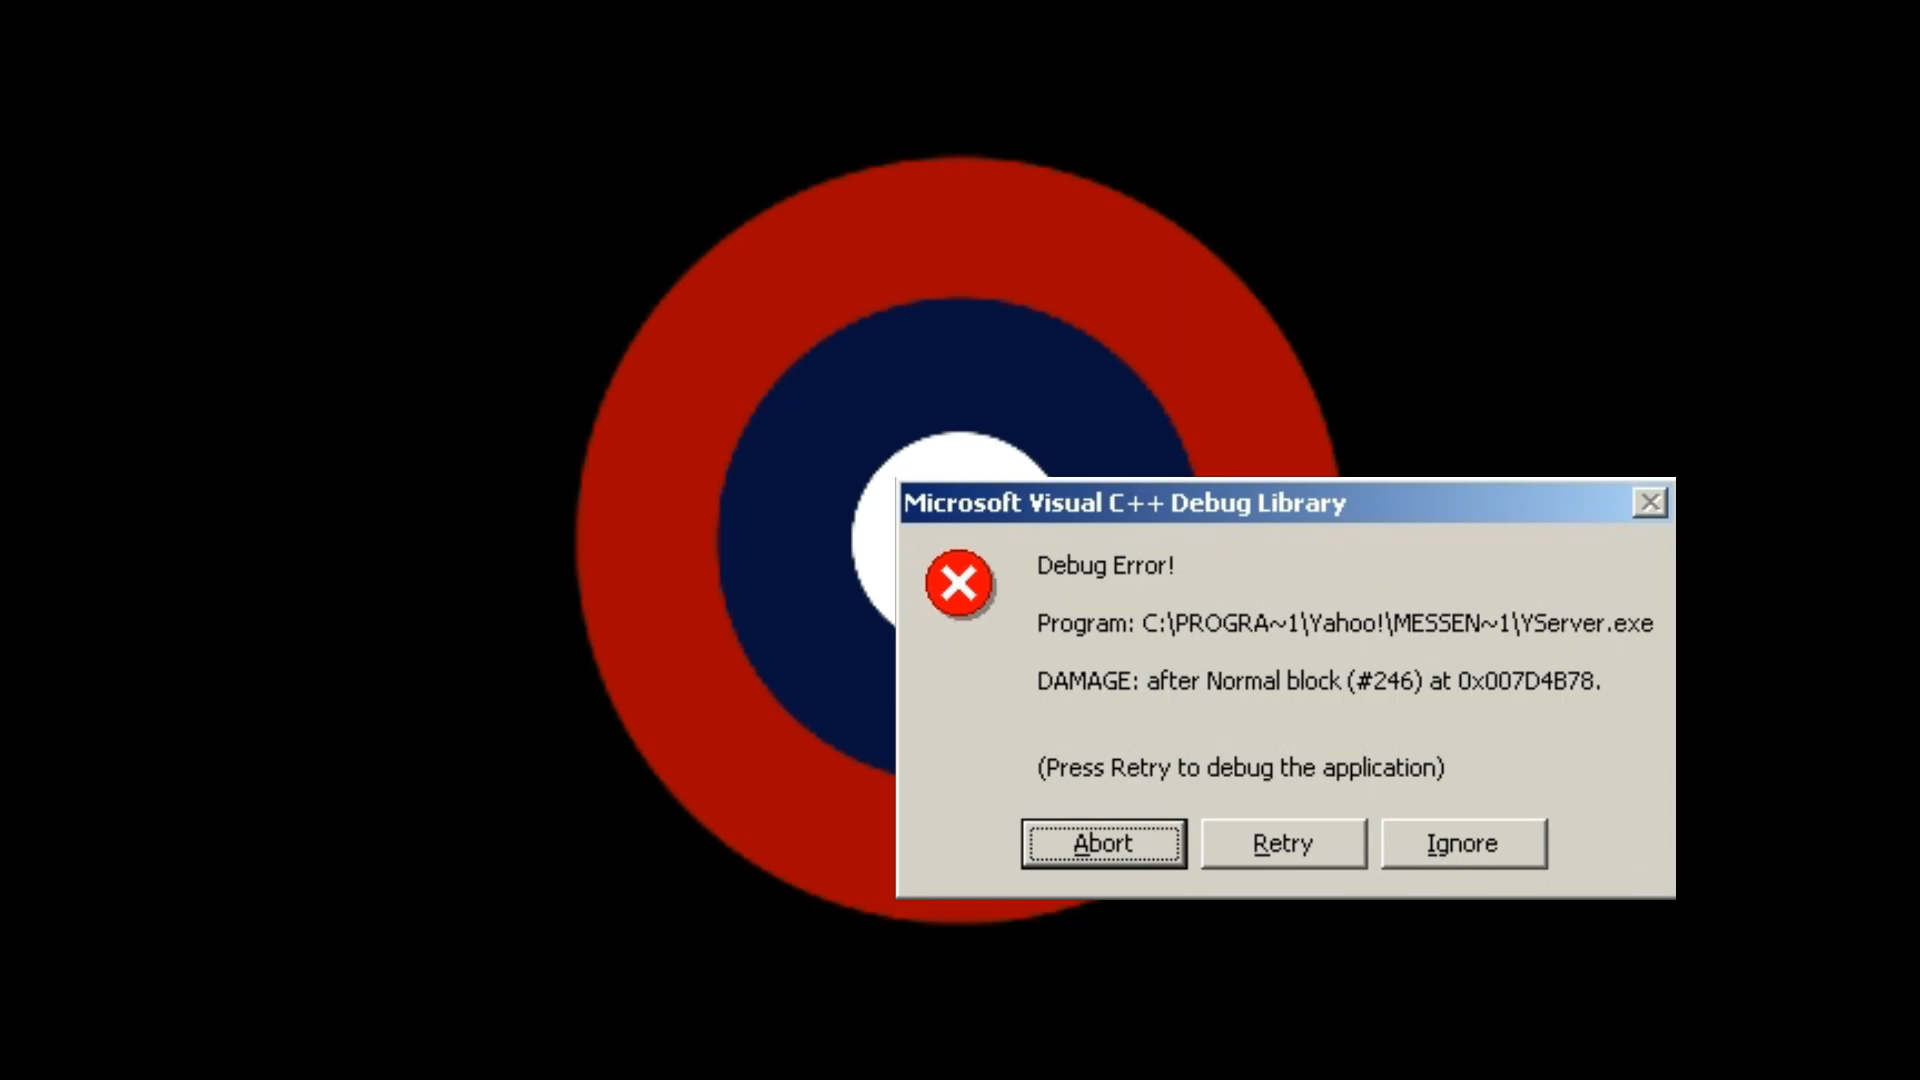 Microsoft Visual C++ Debug Library
Debug Error!
Program: C:\PROGRA~1\Yahoo!\MESSEN~1\YServer.exe
DAMAGE: after Normal block (#246) at 0x007D4B78.
(Press Retry to debug the application)
Abort Retry Ignore